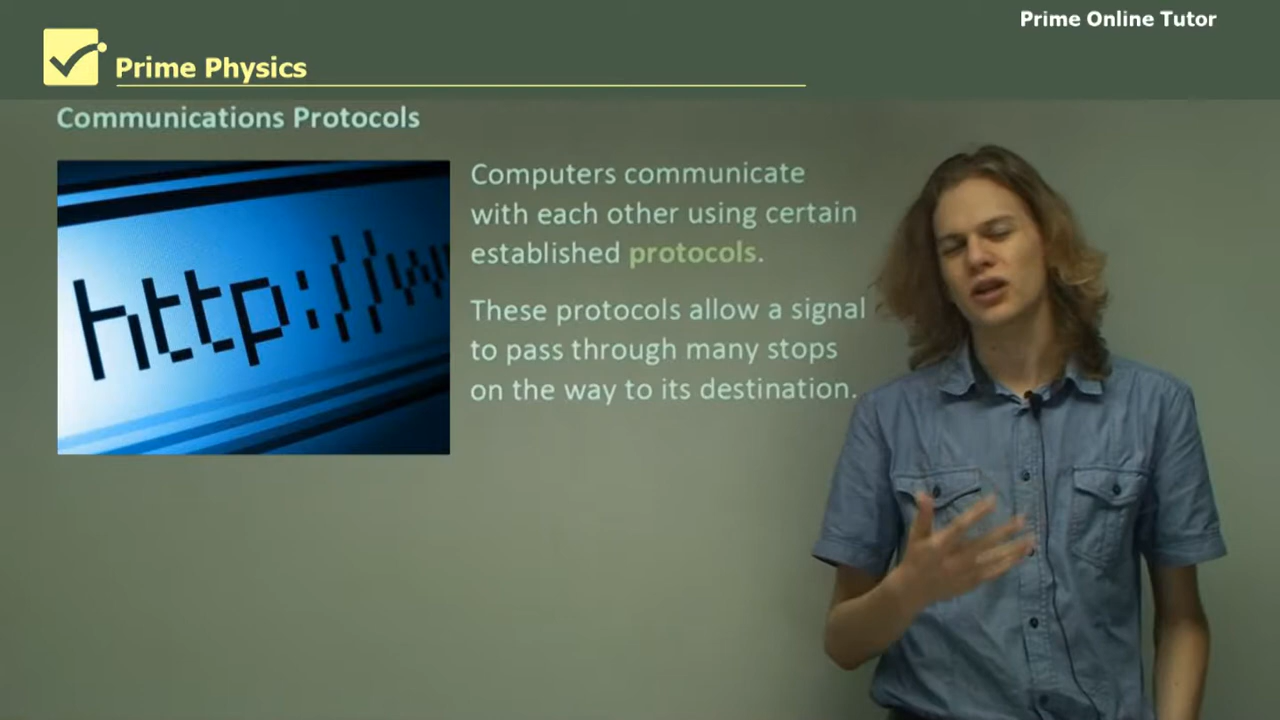 Prime Online Tutor
Prime Physics
Communications Protocols
http://w
Computers communicate
with each other using certain
established protocols.
These protocols allow a signal
to pass through many stops
on the way to its destination.